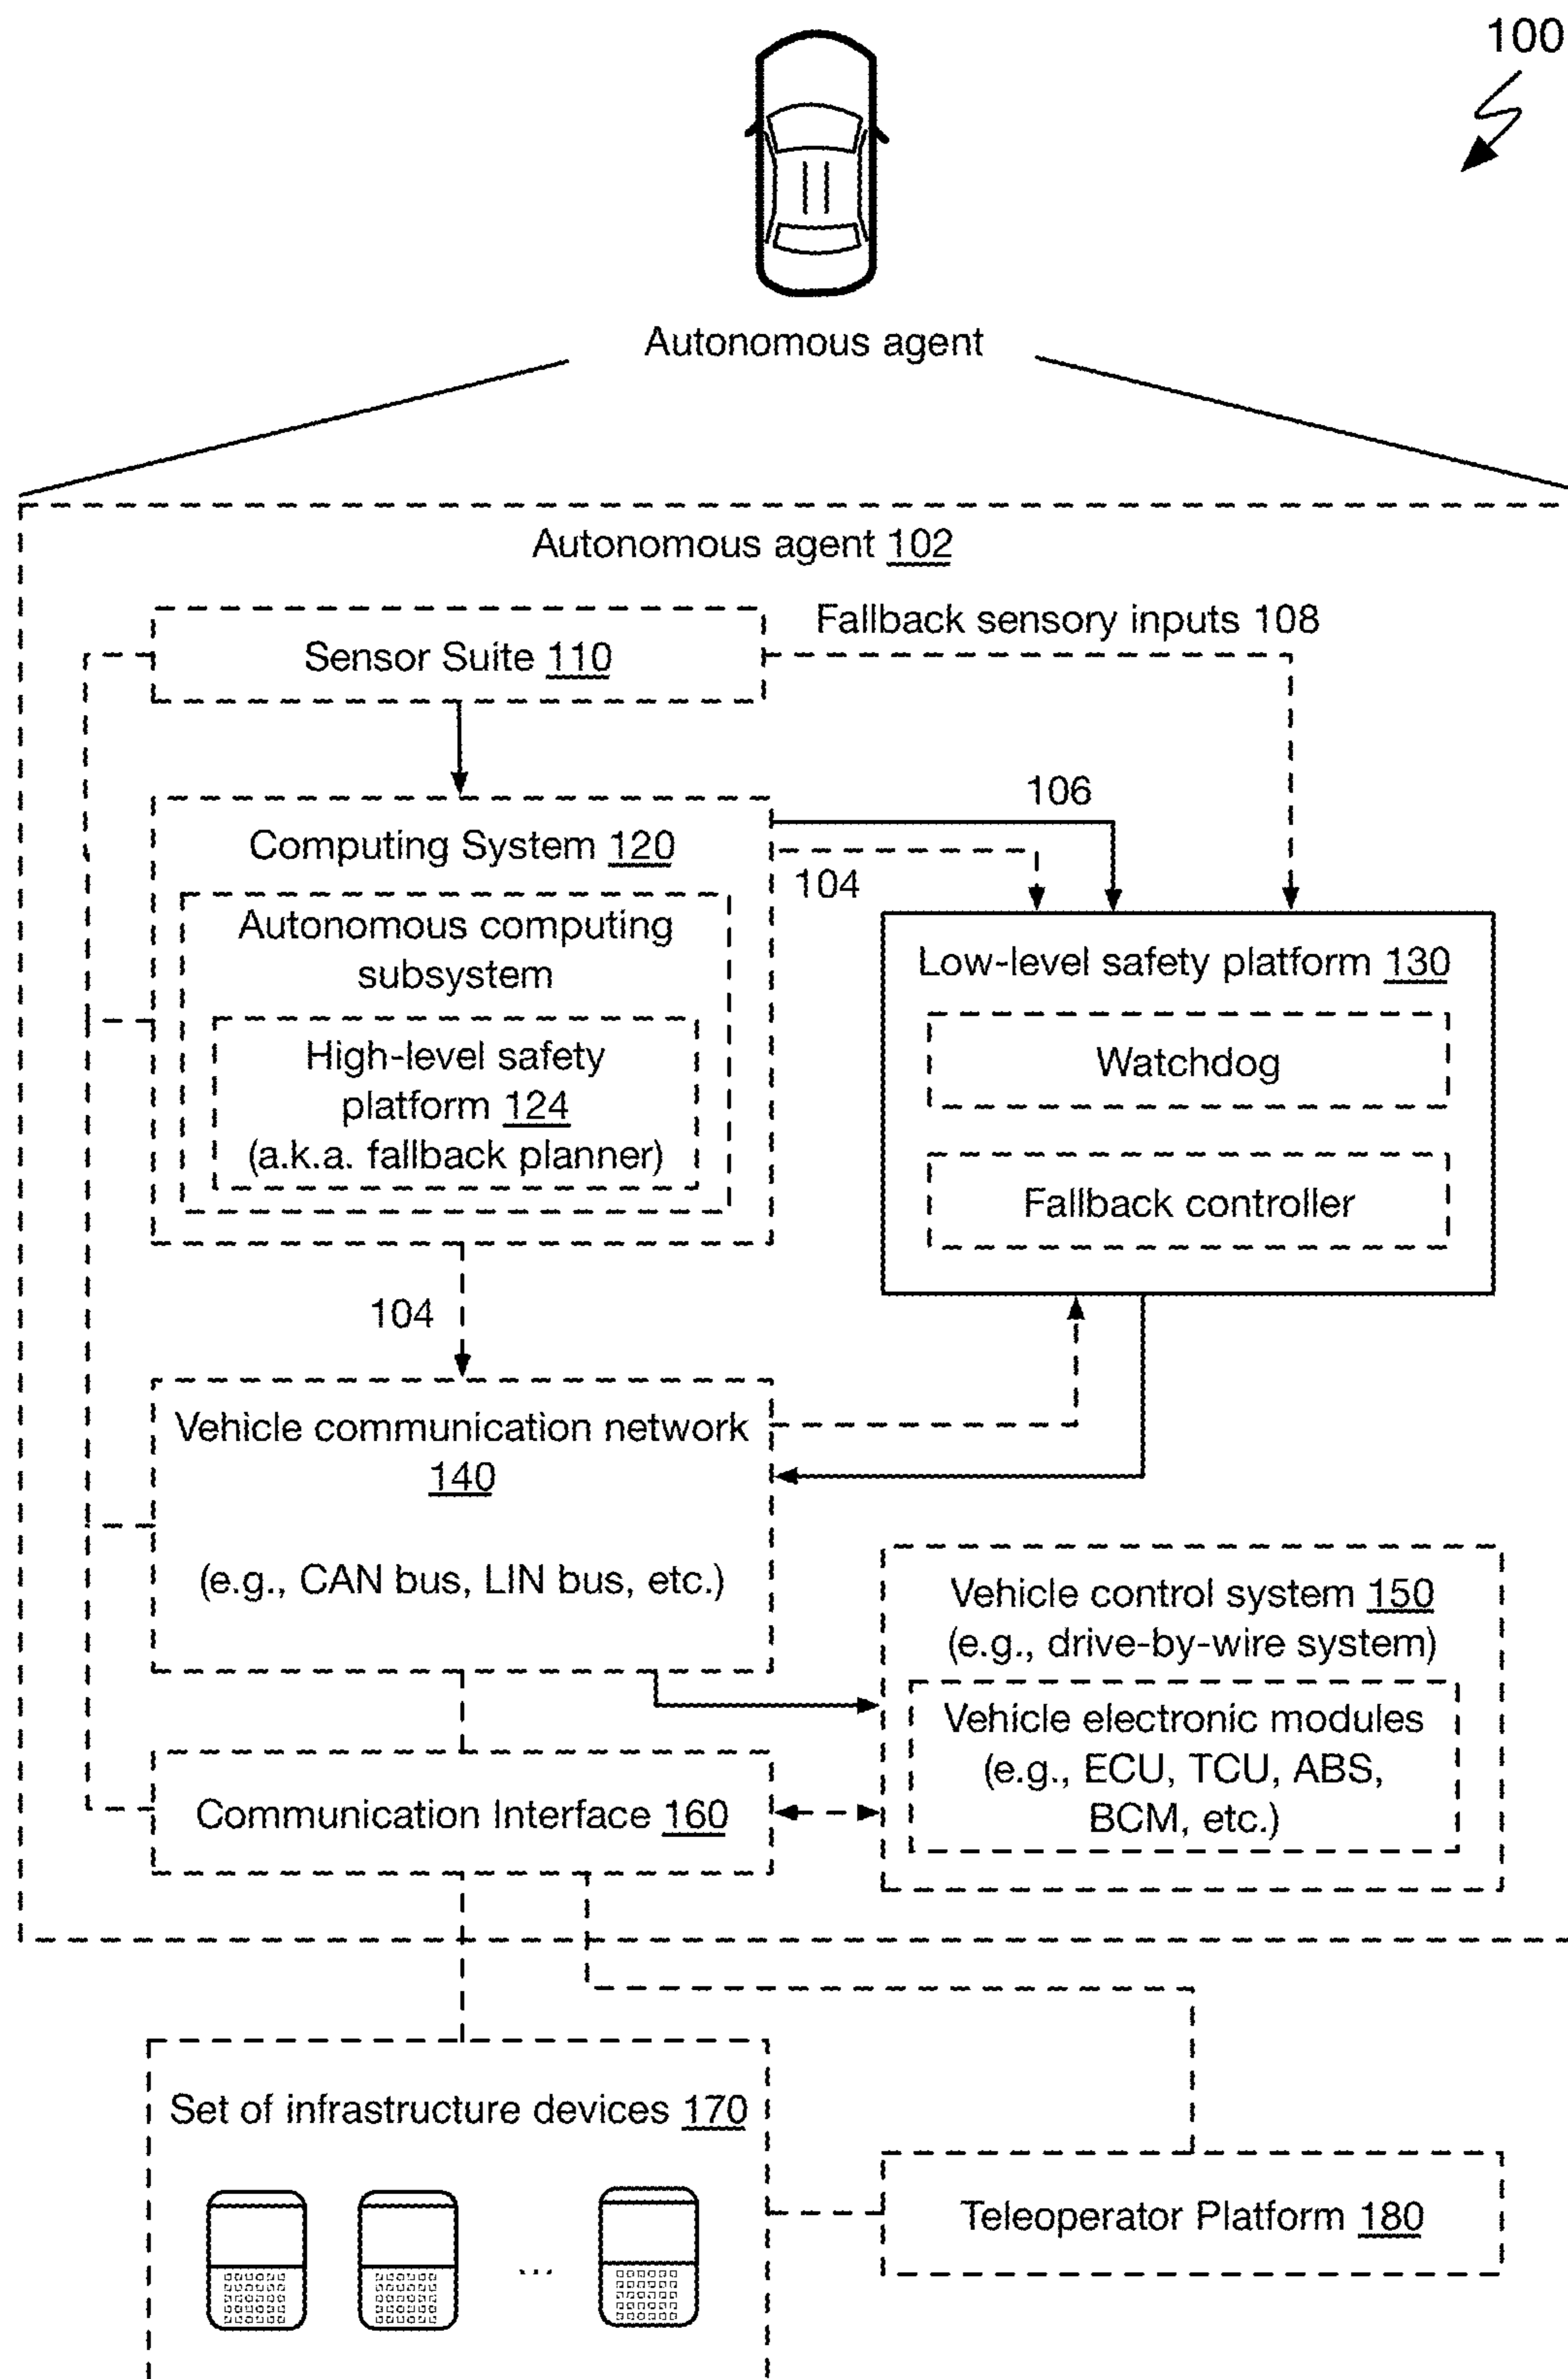 100
Autonomous agent
Autonomous agent 102
Sensor Suite 110
Fallback sensory inputs 108
106
104
Computing System 120
Autonomous computing
subsystem
High-level safety
platform 124
(a.k.a. fallback planner)
Low-level safety platform 130
Watchdog
Fallback controller
104
Vehicle communication network
140
(e.g., CAN bus, LIN bus, etc.)
Vehicle control system 150
(e.g., drive-by-wire system)
Vehicle electronic modules
(e.g., ECU, TCU, ABS,
BCM, etc.)
Communication Interface 160
Set of infrastructure devices 170
...
Teleoperator Platform 180